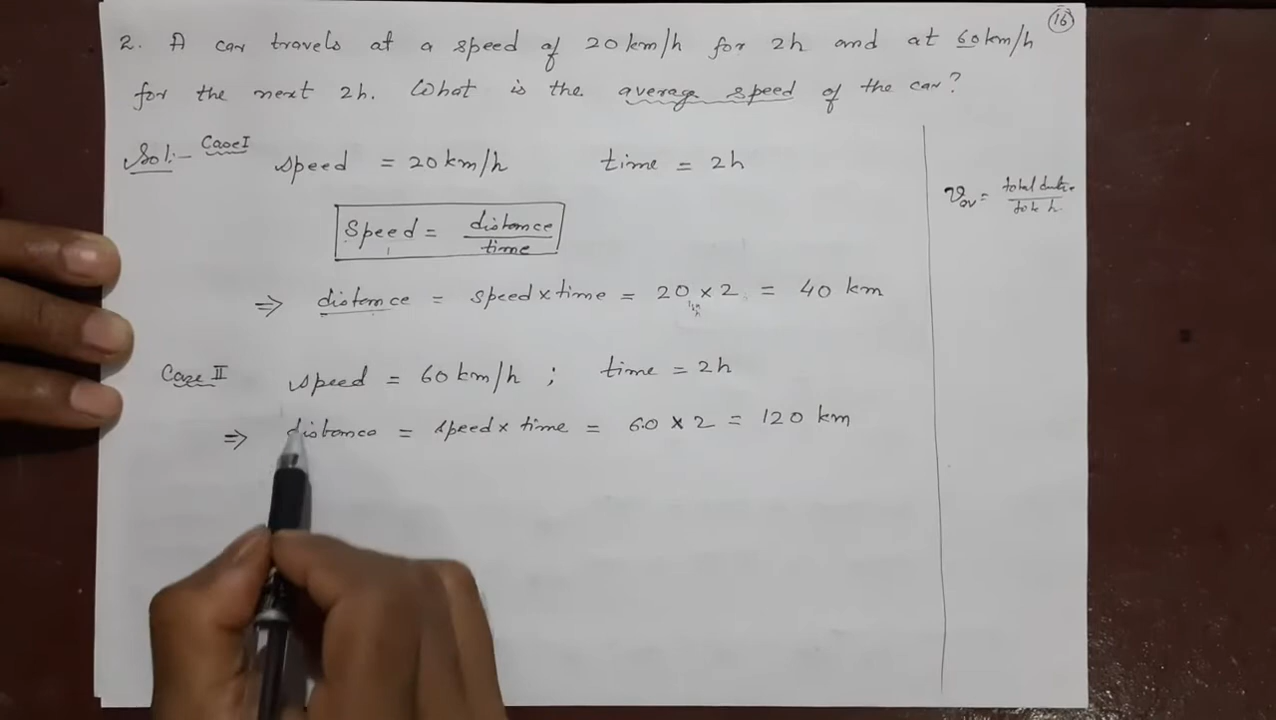 16
2. A car travels at a speed of 20 km/h for 2h and at 60 km/h
for the next 2h. What is the average speed of the car?
Sol:- Case I speed = 20 km/h time = 2h
Speed = distance / time
⇒ distance = speed × time = 20 × 2 = 40 km
Case II speed = 60 km/h ; time = 2h
⇒ distance = speed × time = 60 × 2 = 120 km
Vav = total